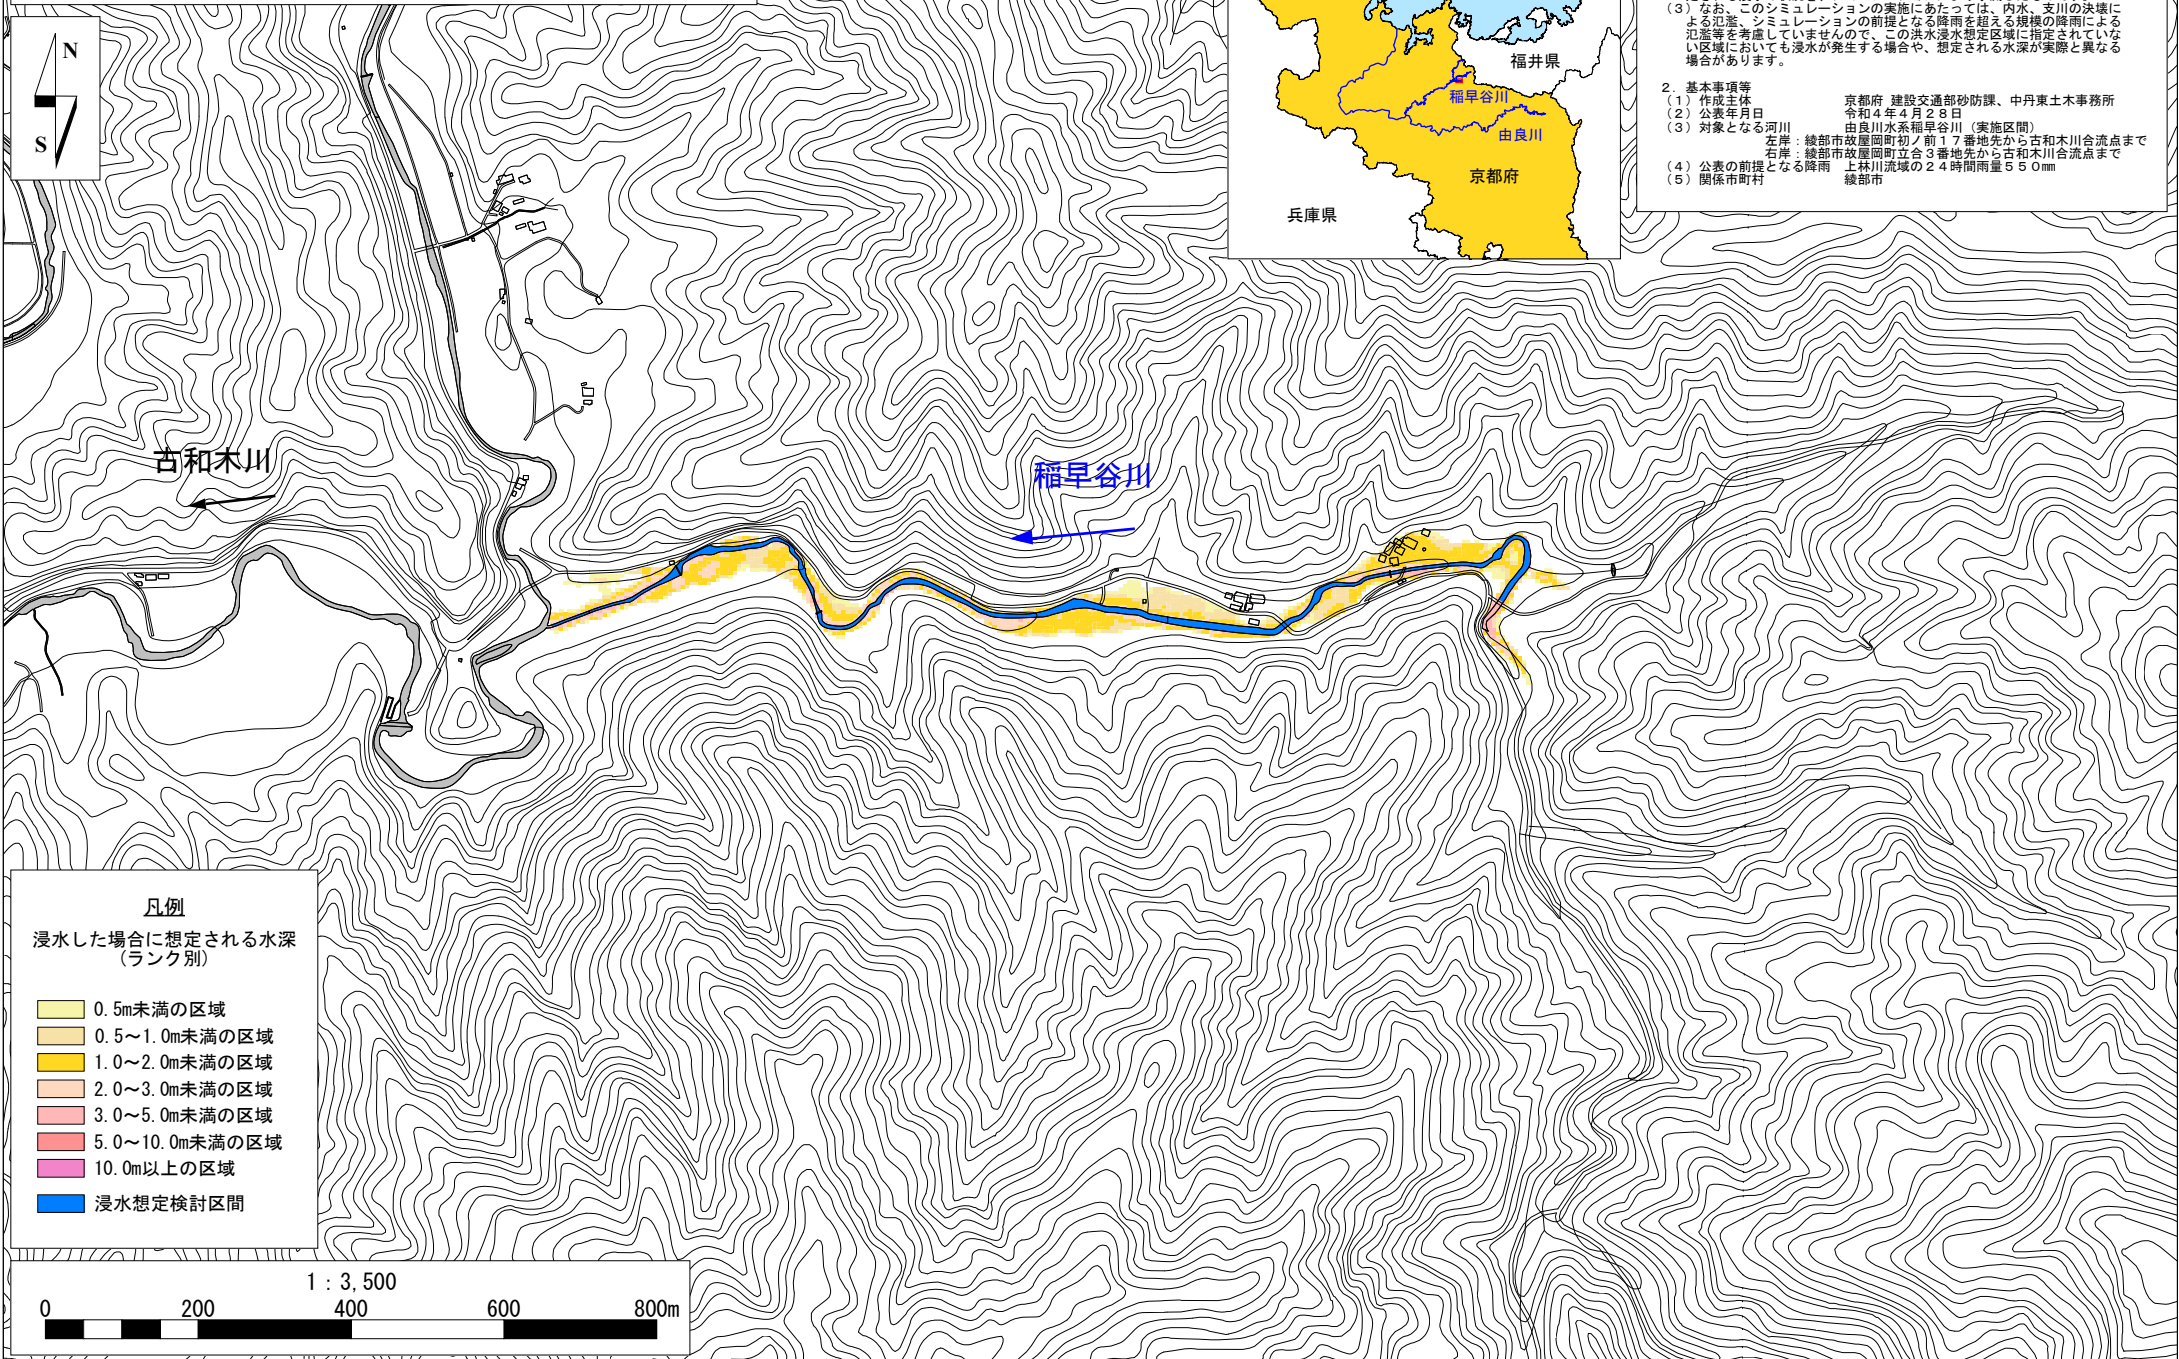 （３）なお、このシミュレーションの実施にあたっては、内水、支川の決壊に
よる氾濫、シミュレーションの前提となる降雨を超える規模の降雨による
氾濫等を考慮していませんので、この洪水浸水想定区域に指定されていな
い区域においても浸水が発生する場合や、想定される水深が実際と異なる
場合があります。
２．基本事項等
（１）作成主体 京都府 建設交通部砂防課、中丹東土木事務所
（２）公表年月日 令和４年４月２８日
（３）対象となる河川 由良川水系稲早谷川（実施区間）
左岸：綾部市故屋岡町初ノ前１７番地先から古和木川合流点まで
右岸：綾部市故屋岡町立合３番地先から古和木川合流点まで
（４）公表の前提となる降雨 上林川流域の２４時間雨量５５０mm
（５）関係市町村 綾部市
N
S
福井県
稲早谷川
由良川
京都府
兵庫県
古和木川
稲早谷川
凡例
浸水した場合に想定される水深
(ランク別)
0.5m未満の区域
0.5～1.0m未満の区域
1.0～2.0m未満の区域
2.0～3.0m未満の区域
3.0～5.0m未満の区域
5.0～10.0m未満の区域
10.0m以上の区域
浸水想定検討区間
1：3,500
0 200 400 600 800m